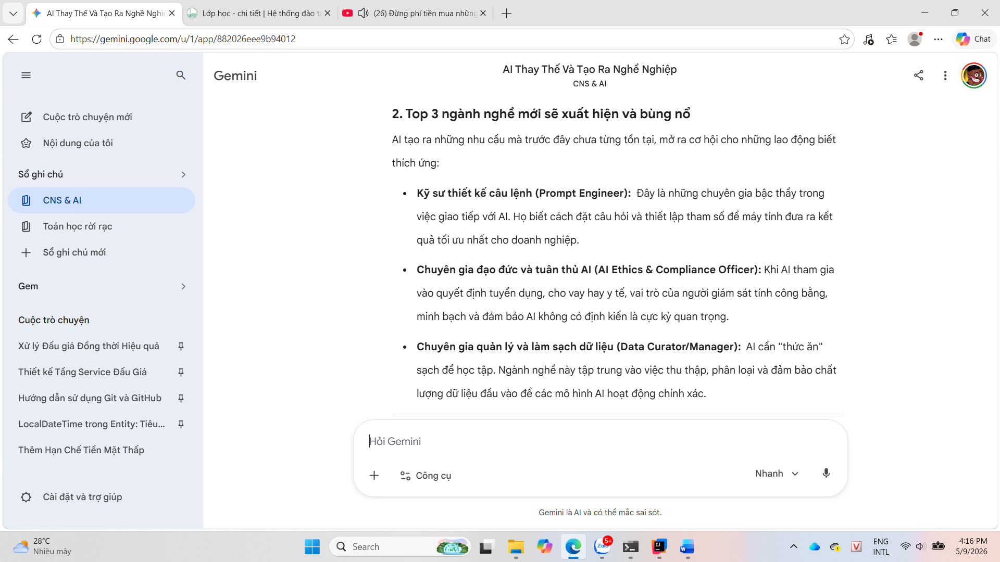 AI Thay Thế Và Tạo Ra Nghề Nghiệ
Lớp học - chi tiết | Hệ thống đào tạ
(26) Đừng phí tiền mua những
https://gemini.google.com/u/1/app/882026eee9b94012
Chat
Gemini
AI Thay Thế Và Tạo Ra Nghề Nghiệp
CNS & AI
Cuộc trò chuyện mới
Nội dung của tôi
Sổ ghi chú
CNS & AI
Toán học rời rạc
Sổ ghi chú mới
Gem
Cuộc trò chuyện
Xử lý Đấu giá Đồng thời Hiệu quả
Thiết kế Tầng Service Đấu Giá
Hướng dẫn sử dụng Git và GitHub
LocalDateTime trong Entity: Tiêu...
Thêm Hạn Chế Tiền Mặt Thấp
Cài đặt và trợ giúp
2. Top 3 ngành nghề mới sẽ xuất hiện và bùng nổ
AI tạo ra những nhu cầu mà trước đây chưa từng tồn tại, mở ra cơ hội cho những lao động biết
thích ứng:
• Kỹ sư thiết kế câu lệnh (Prompt Engineer): Đây là những chuyên gia bậc thầy trong
việc giao tiếp với AI. Họ biết cách đặt câu hỏi và thiết lập tham số để máy tính đưa ra kết
quả tối ưu nhất cho doanh nghiệp.
• Chuyên gia đạo đức và tuân thủ AI (AI Ethics & Compliance Officer): Khi AI tham gia
vào quyết định tuyển dụng, cho vay hay y tế, vai trò của người giám sát tính công bằng,
minh bạch và đảm bảo AI không có định kiến là cực kỳ quan trọng.
• Chuyên gia quản lý và làm sạch dữ liệu (Data Curator/Manager): AI cần "thức ăn"
sạch để học tập. Ngành nghề này tập trung vào việc thu thập, phân loại và đảm bảo chất
lượng dữ liệu đầu vào để các mô hình AI hoạt động chính xác.
Hỏi Gemini
Công cụ
Nhanh
Gemini là AI và có thể mắc sai sót.
28°C
Nhiều mây
Search
Zalo
5+
ENG
INTL
4:16 PM
5/9/2026